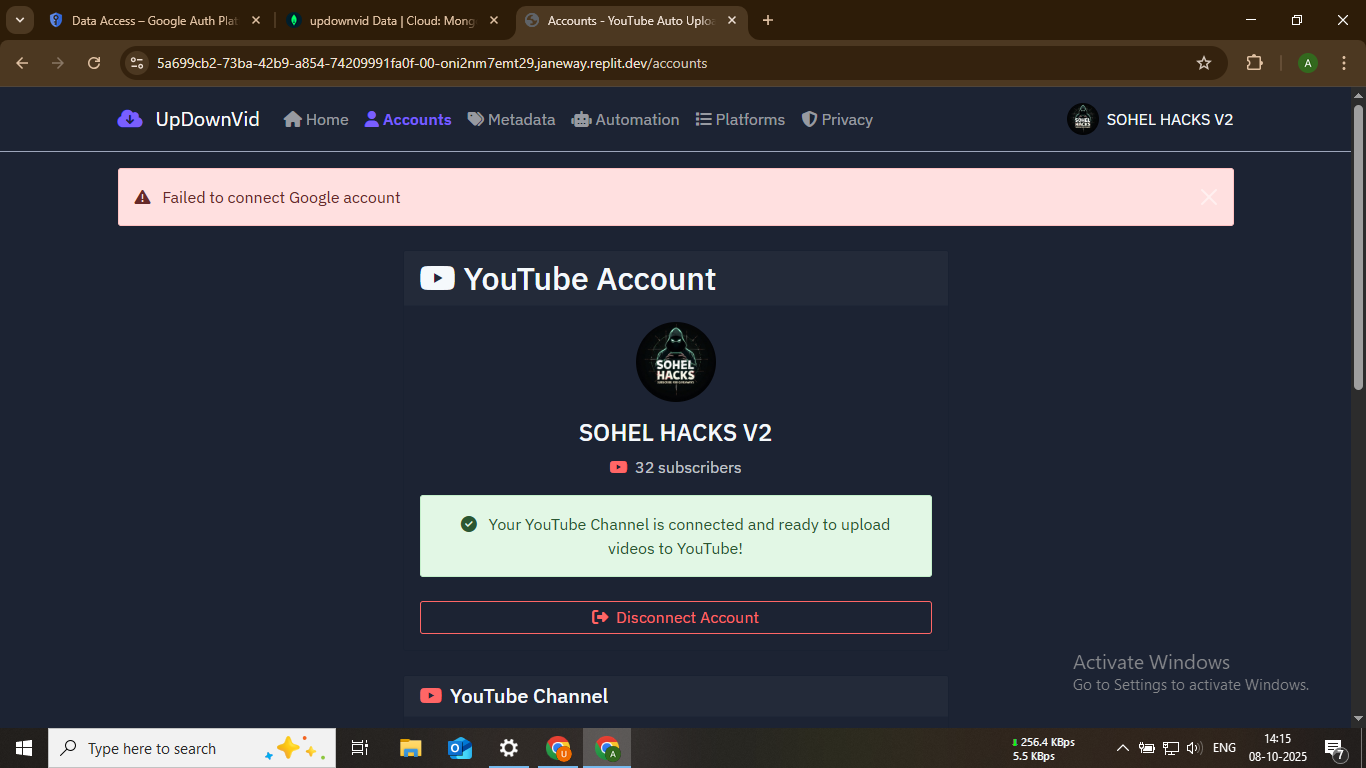 Data Access – Google Auth Plat
updownvid Data | Cloud: Mong
Accounts - YouTube Auto Uploa
5a699cb2-73ba-42b9-a854-74209991fa0f-00-oni2nm7emt29.janeway.replit.dev/accounts
A
UpDownVid
Home
Accounts
Metadata
Automation
Platforms
Privacy
SOHEL HACKS V2
Failed to connect Google account
YouTube Account
SOHEL
HACKS
SOHEL HACKS V2
32 subscribers
Your YouTube Channel is connected and ready to upload
videos to YouTube!
Disconnect Account
YouTube Channel
Activate Windows
Go to Settings to activate Windows.
Type here to search
U
A
256.4 KBps
5.5 KBps
ENG
14:15
08-10-2025
7